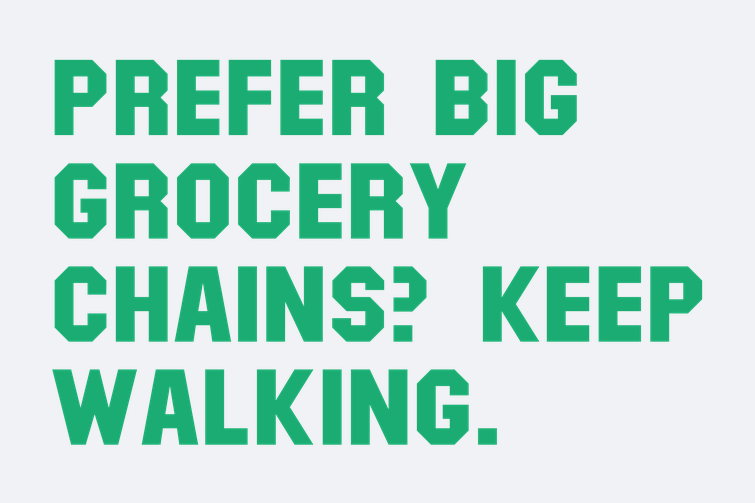 PREFER BIG
GROCERY
CHAINS? KEEP
WALKING.